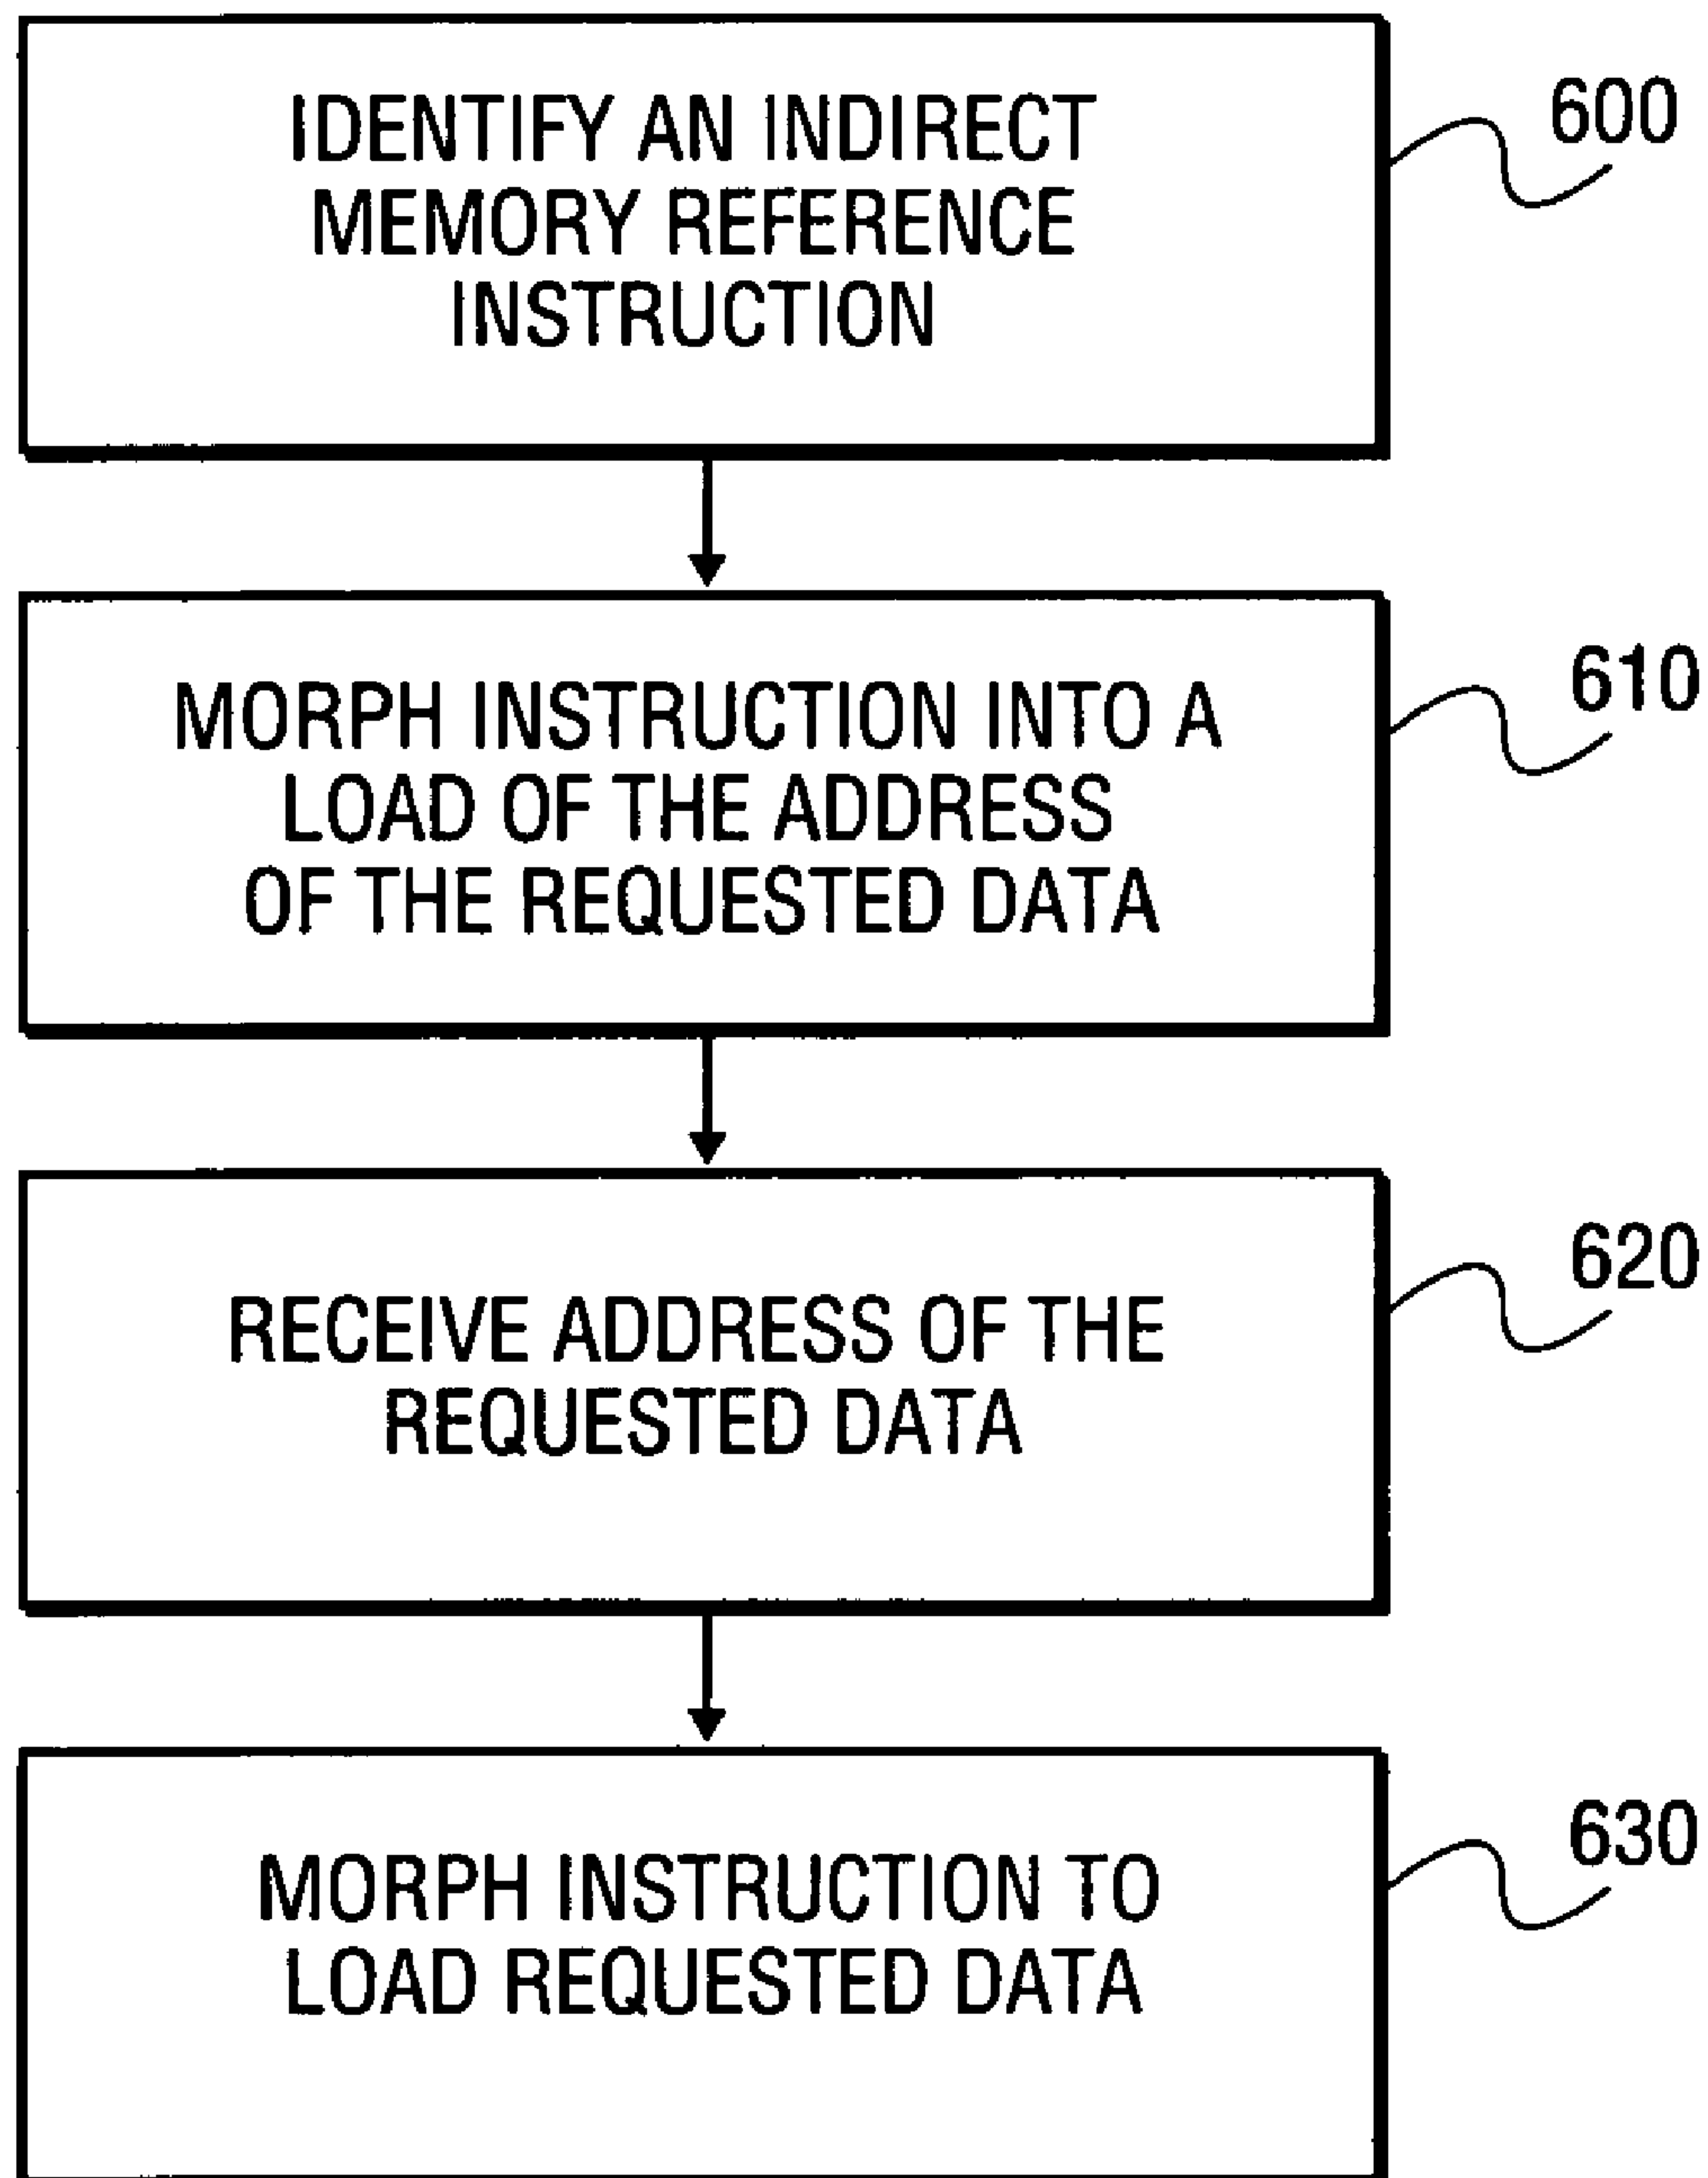 IDENTIFY AN INDIRECT
MEMORY REFERENCE
INSTRUCTION
600
MORPH INSTRUCTION INTO A
LOAD OF THE ADDRESS
OF THE REQUESTED DATA
610
RECEIVE ADDRESS OF THE
REQUESTED DATA
620
MORPH INSTRUCTION TO
LOAD REQUESTED DATA
630